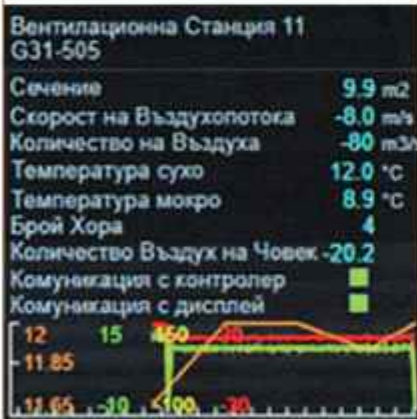 Вентилационна Станция 11
G31-505
Сечение 9.9 m2
Скорост на Въздухопотока -8.0 m/s
Количество на Въздуха -80 m3/
Температура сухо 12.0 °C
Температура мокро 8.9 °C
Брой Хора 4
Количество Въздух на Човек -20.2
Комуникация с контролер
Комуникация с дисплей
12 15
11.85
11.65 -10 -100 -30